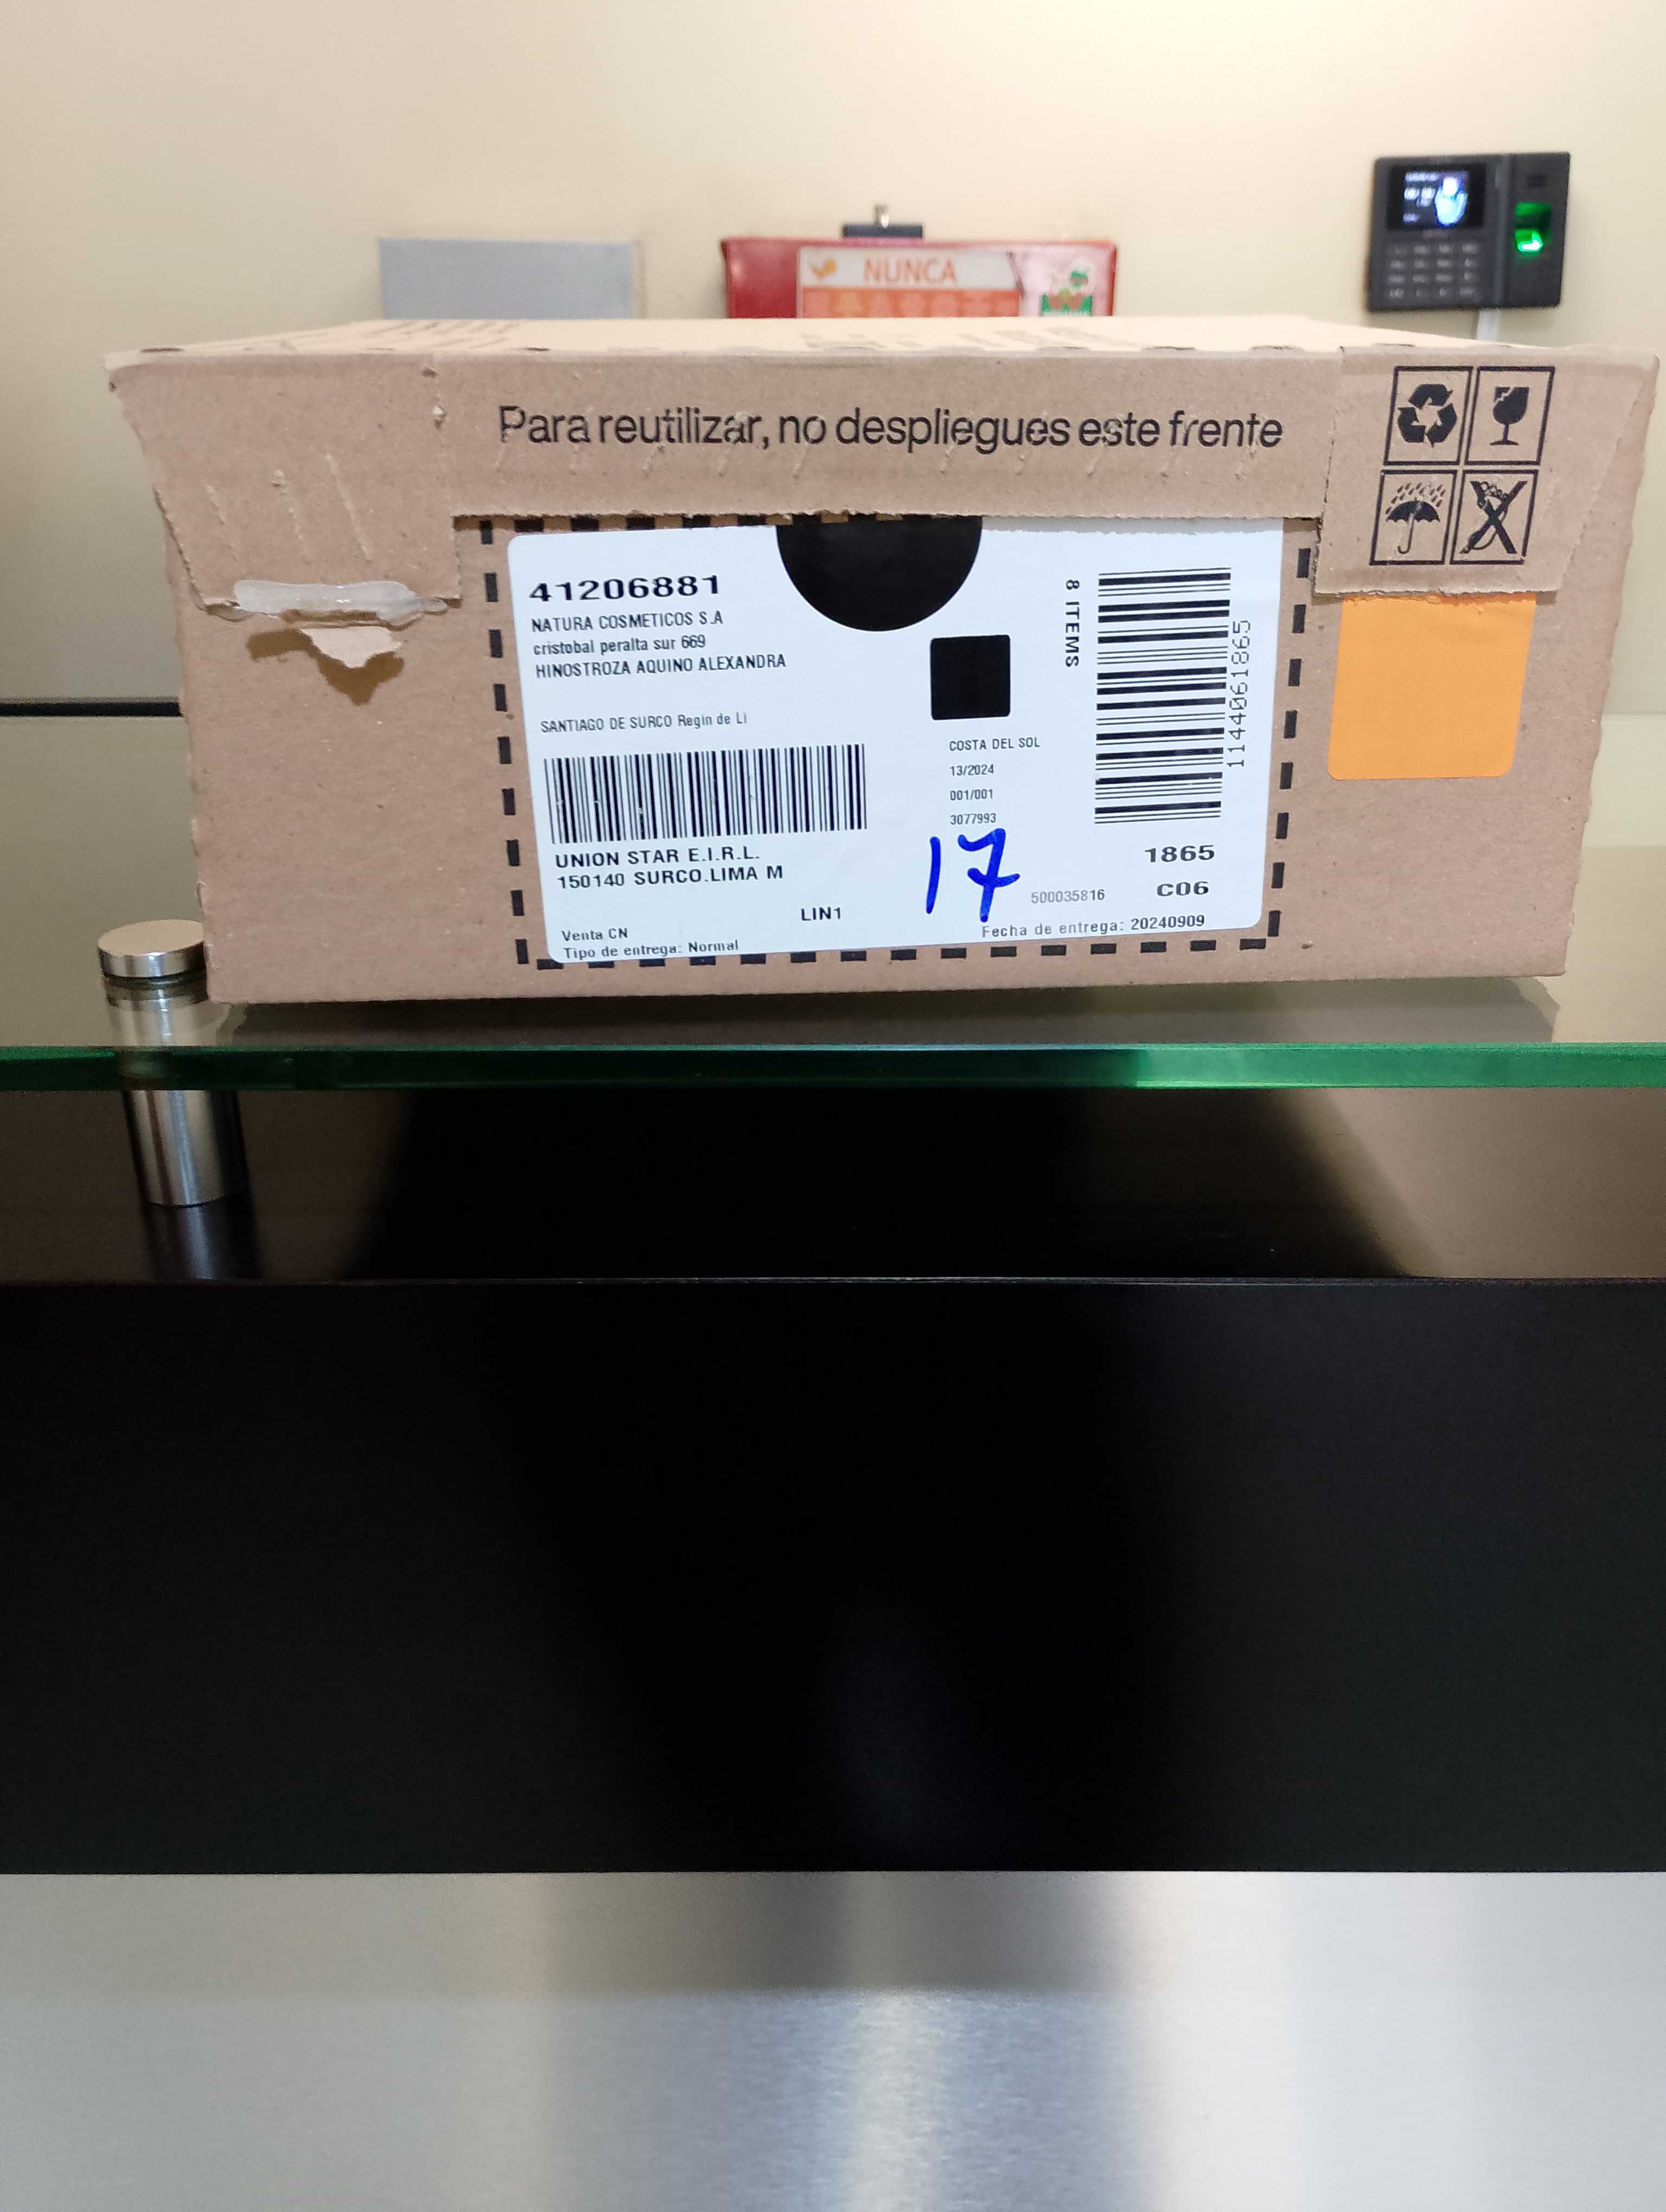 NUNCA
Para reutilizar, no despliegues este frente
41206881
NATURA COSMETICOS S.A
cristobal peralta sur 669
HINOSTROZA AQUINO ALEXANDRA
SANTIAGO DE SURCO Regin de Li
UNION STAR E.I.R.L.
150140 SURCO.LIMA M
LIN1
Venta CN
Tipo de entrega: Normal
8 ITEMS
1144061865
COSTA DEL SOL
13/2024
001/001
3077993
17
1865
500035816
C06
Fecha de entrega: 20240909